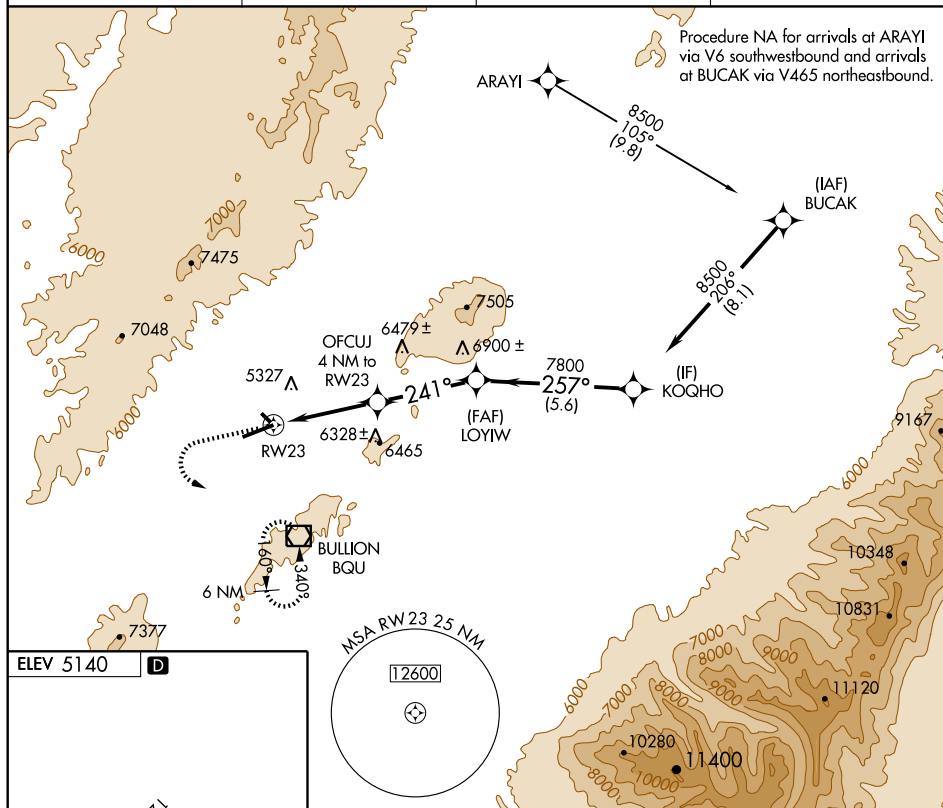 Procedure NA for arrivals at ARAYI
via V6 southwestbound and arrivals
at BUCAK via V465 northeastbound.
ARAYI
8500
105°
(9.8)
(IAF)
BUCAK
8500
206°
(8.1)
7000
6000
7475
7048
6000
7505
6479 ±
6900 ±
OFCUJ
4 NM to
RW23
5327
241°
7800
257°
(5.6)
(IF)
KOQHO
(FAF)
LOYIW
RW23
6328 ±
6465
9167
6000
BULLION
BQU
160°
340°
6 NM
10348
10831
7377
MSA RW23 25 NM
12600
ELEV 5140 D
7000
8000
9000
6000
7000
8000
9000
11120
10280
11400
8000
10000